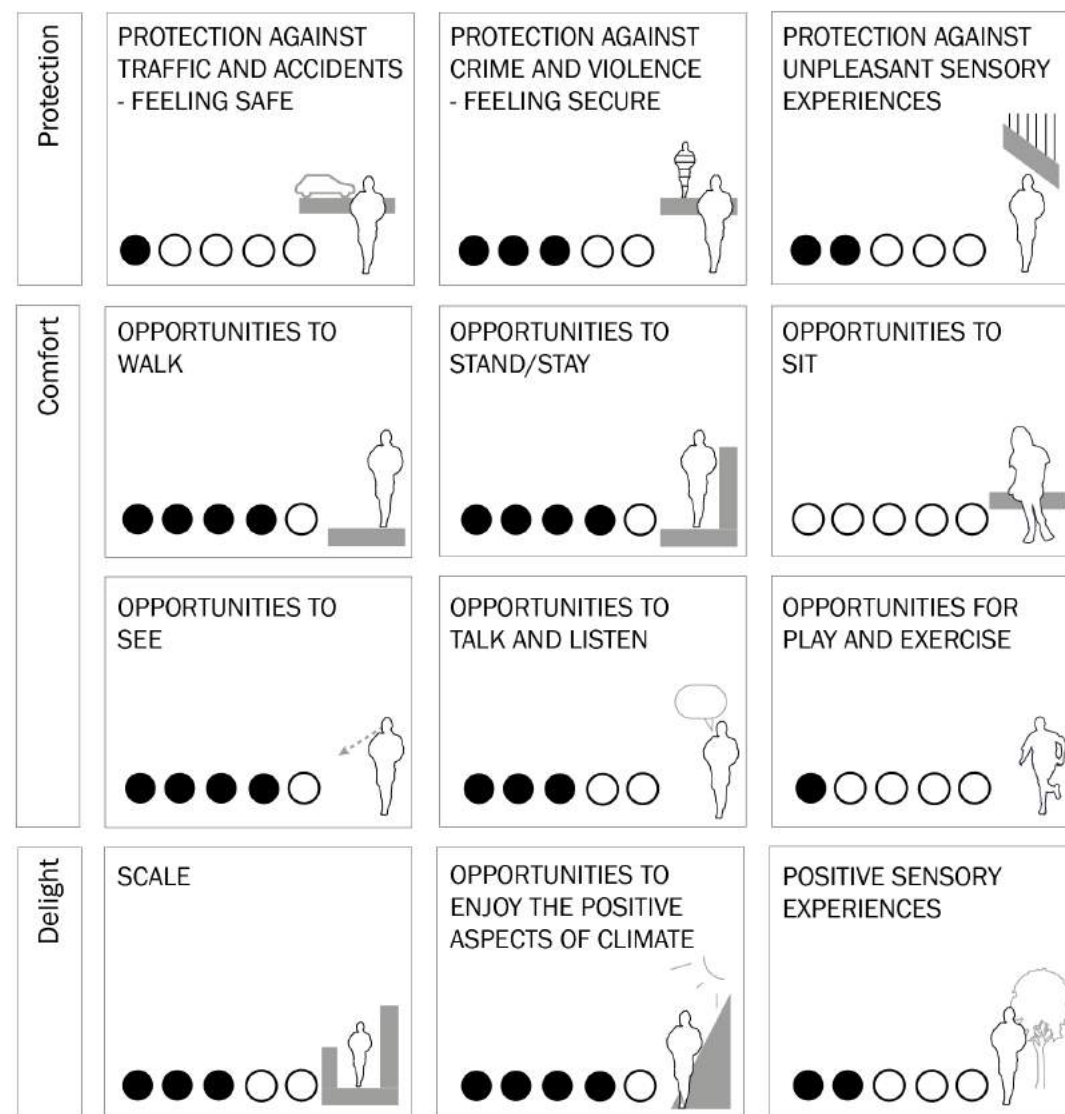 Protection
PROTECTION AGAINST
TRAFFIC AND ACCIDENTS
- FEELING SAFE
PROTECTION AGAINST
CRIME AND VIOLENCE
- FEELING SECURE
PROTECTION AGAINST
UNPLEASANT SENSORY
EXPERIENCES
Comfort
OPPORTUNITIES TO
WALK
OPPORTUNITIES TO
STAND/STAY
OPPORTUNITIES TO
SIT
OPPORTUNITIES TO
SEE
OPPORTUNITIES TO
TALK AND LISTEN
OPPORTUNITIES FOR
PLAY AND EXERCISE
Delight
SCALE
OPPORTUNITIES TO
ENJOY THE POSITIVE
ASPECTS OF CLIMATE
POSITIVE SENSORY
EXPERIENCES